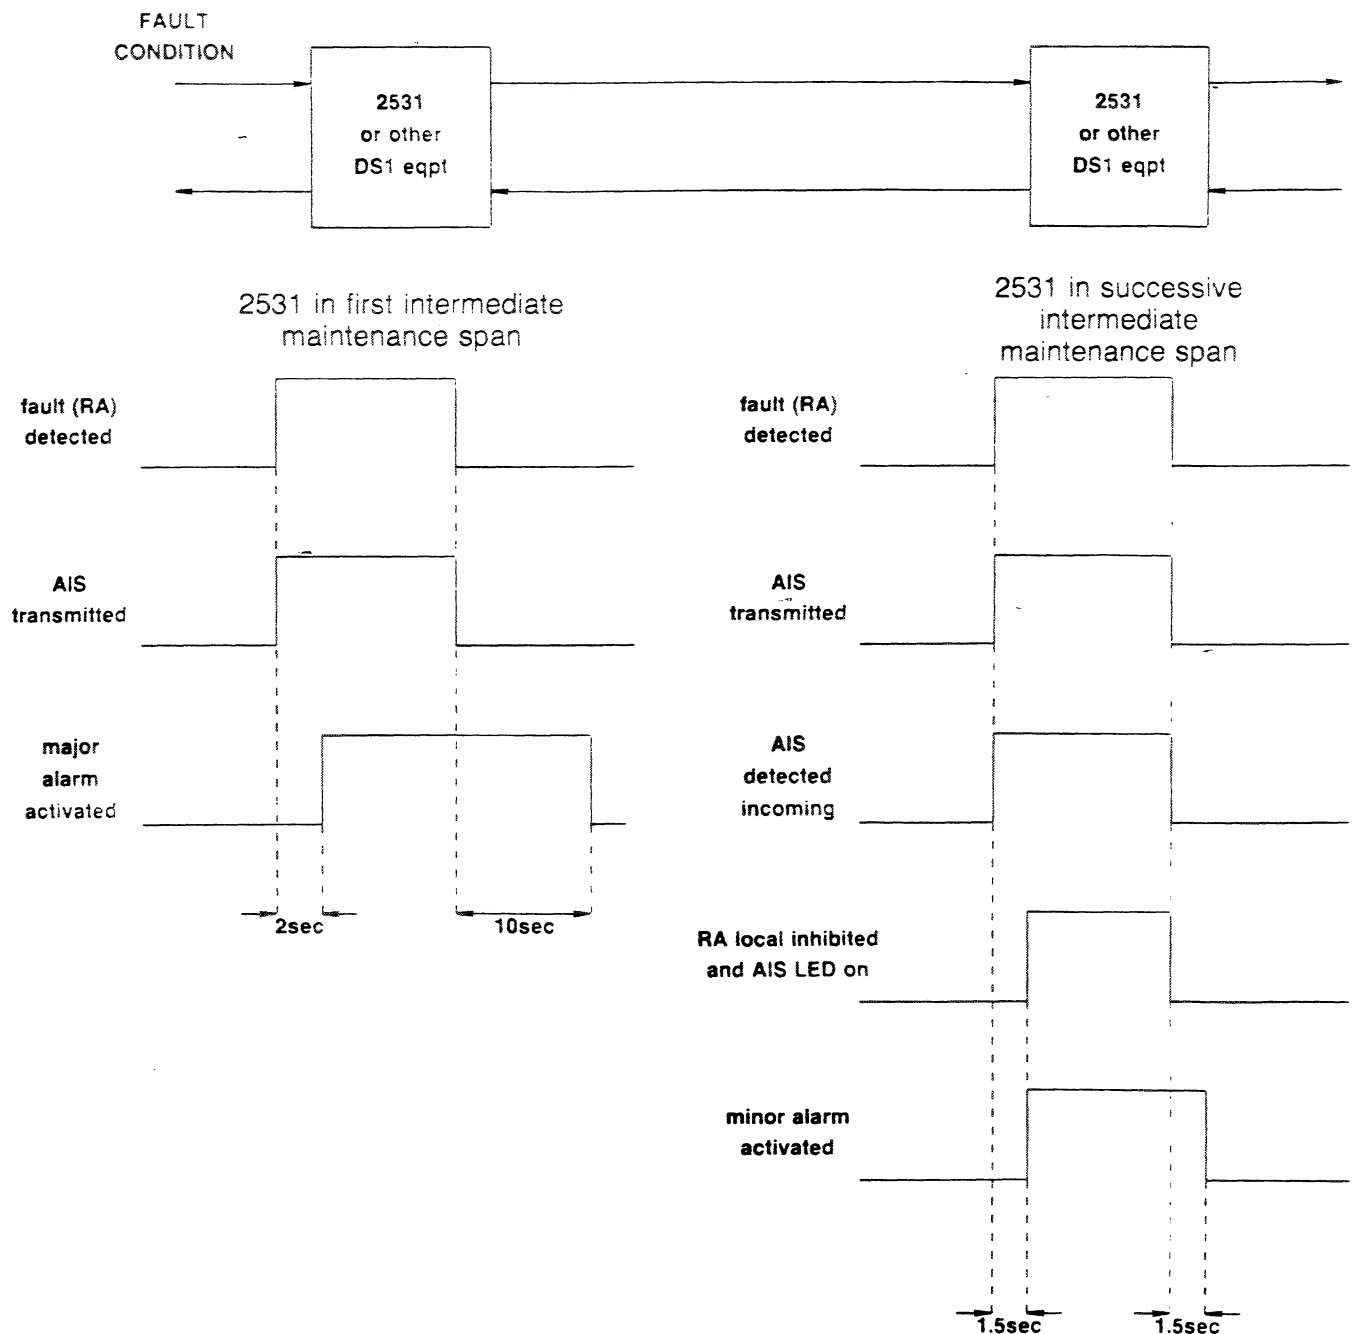 FAULT
CONDITION
2531
or other
DS1 eqpt
2531
or other
DS1 eqpt
2531 in first intermediate
maintenance span
fault (RA)
detected
AIS
transmitted
major
alarm
activated
2sec
10sec
2531 in successive
intermediate
maintenance span
fault (RA)
detected
AIS
transmitted
AIS
detected
incoming
RA local inhibited
and AIS LED on
minor alarm
activated
1.5sec
1.5sec